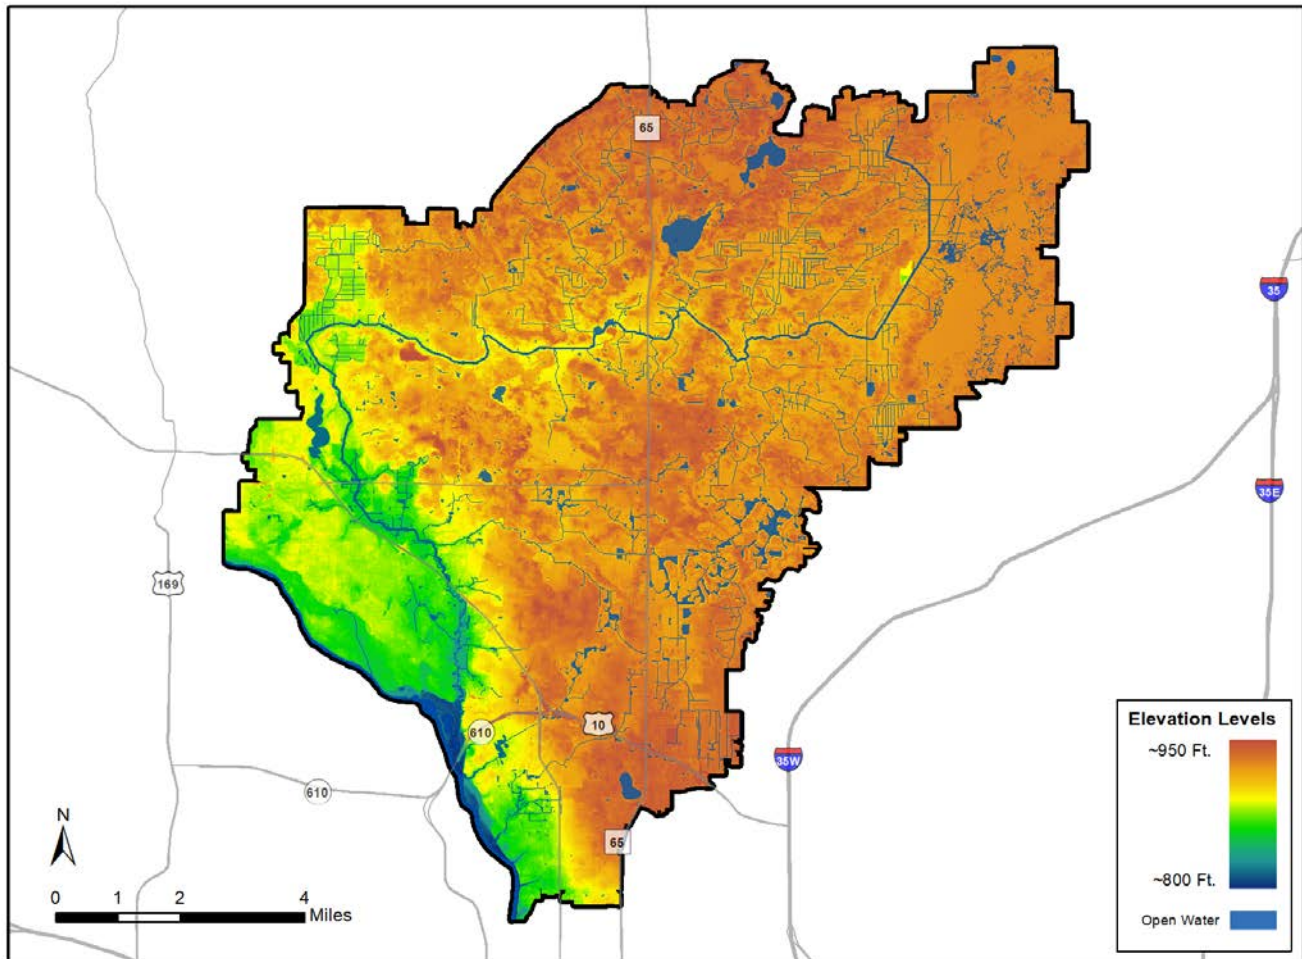 65
35
35E
169
610
10
35W
610
65
N
0 1 2 4
Miles
Elevation Levels
~950 Ft.
~800 Ft.
Open Water